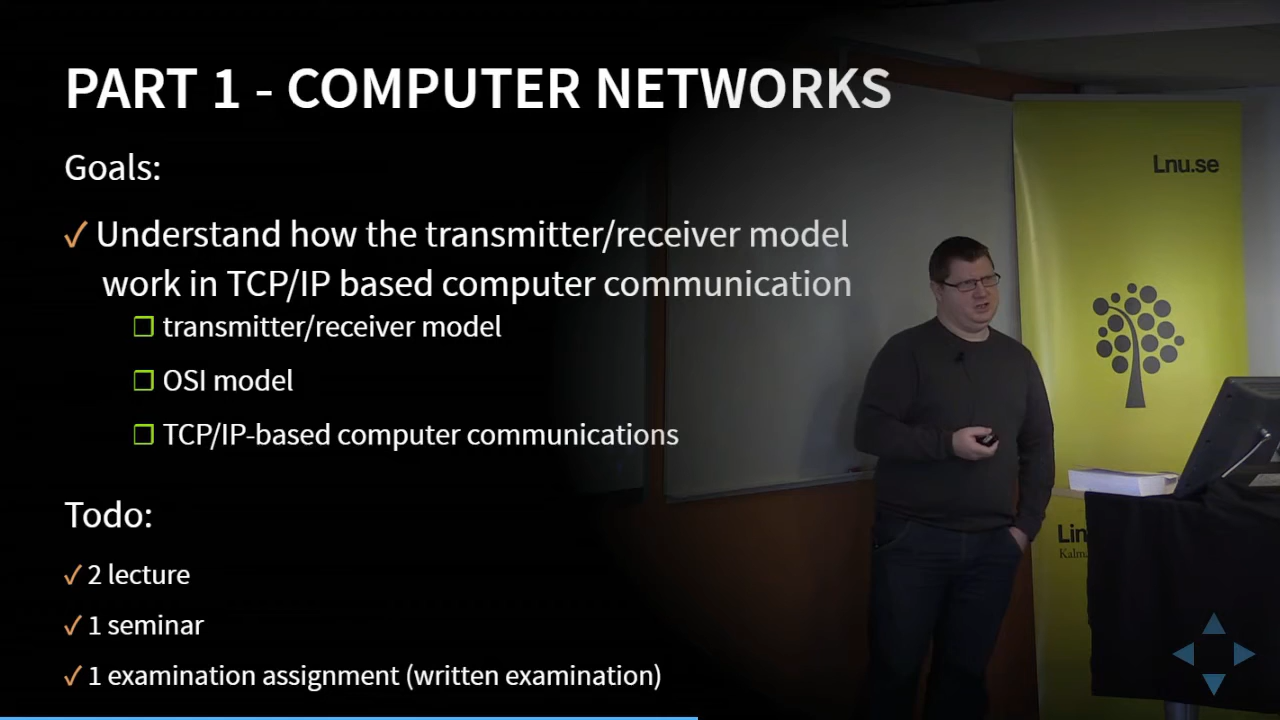 PART 1 - COMPUTER NETWORKS
Goals:
✓ Understand how the transmitter/receiver model
work in TCP/IP based computer communication
❐ transmitter/receiver model
❐ OSI model
❐ TCP/IP-based computer communications
Todo:
✓ 2 lecture
✓ 1 seminar
✓ 1 examination assignment (written examination)
Lnu.se
Lin
Kalm